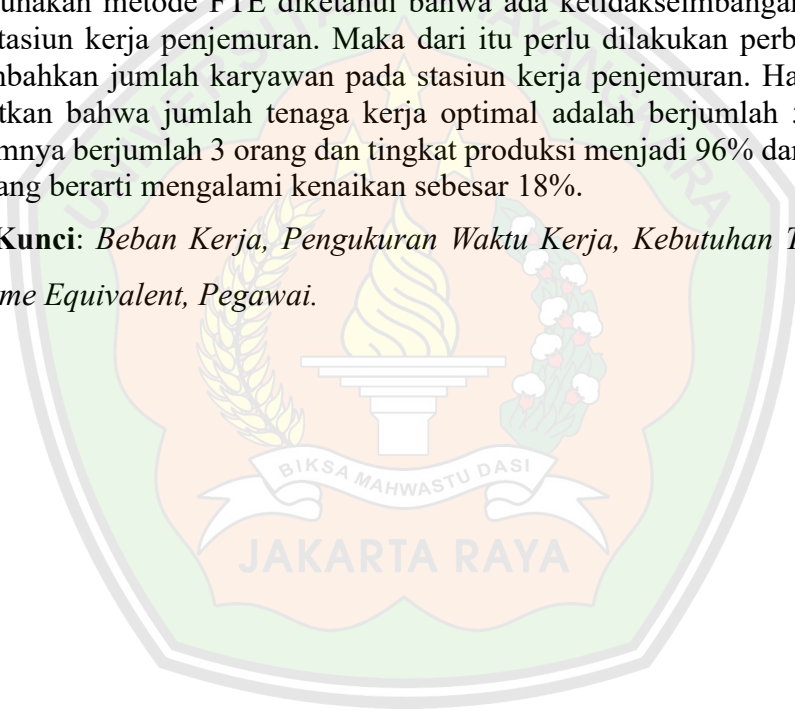 unakan metode FTE diketahui bahwa ada ketidakseimbangan
tasiun kerja penjemuran. Maka dari itu perlu dilakukan perb
nbahkan jumlah karyawan pada stasiun kerja penjemuran. Ha
tkan bahwa jumlah tenaga kerja optimal adalah berjumlah
mnya berjumlah 3 orang dan tingkat produksi menjadi 96% dar
ang berarti mengalami kenaikan sebesar 18%.
Kunci: Beban Kerja, Pengukuran Waktu Kerja, Kebutuhan T
me Equivalent, Pegawai.
BIKSA MAHWASTU DASI
JAKARTA RAYA